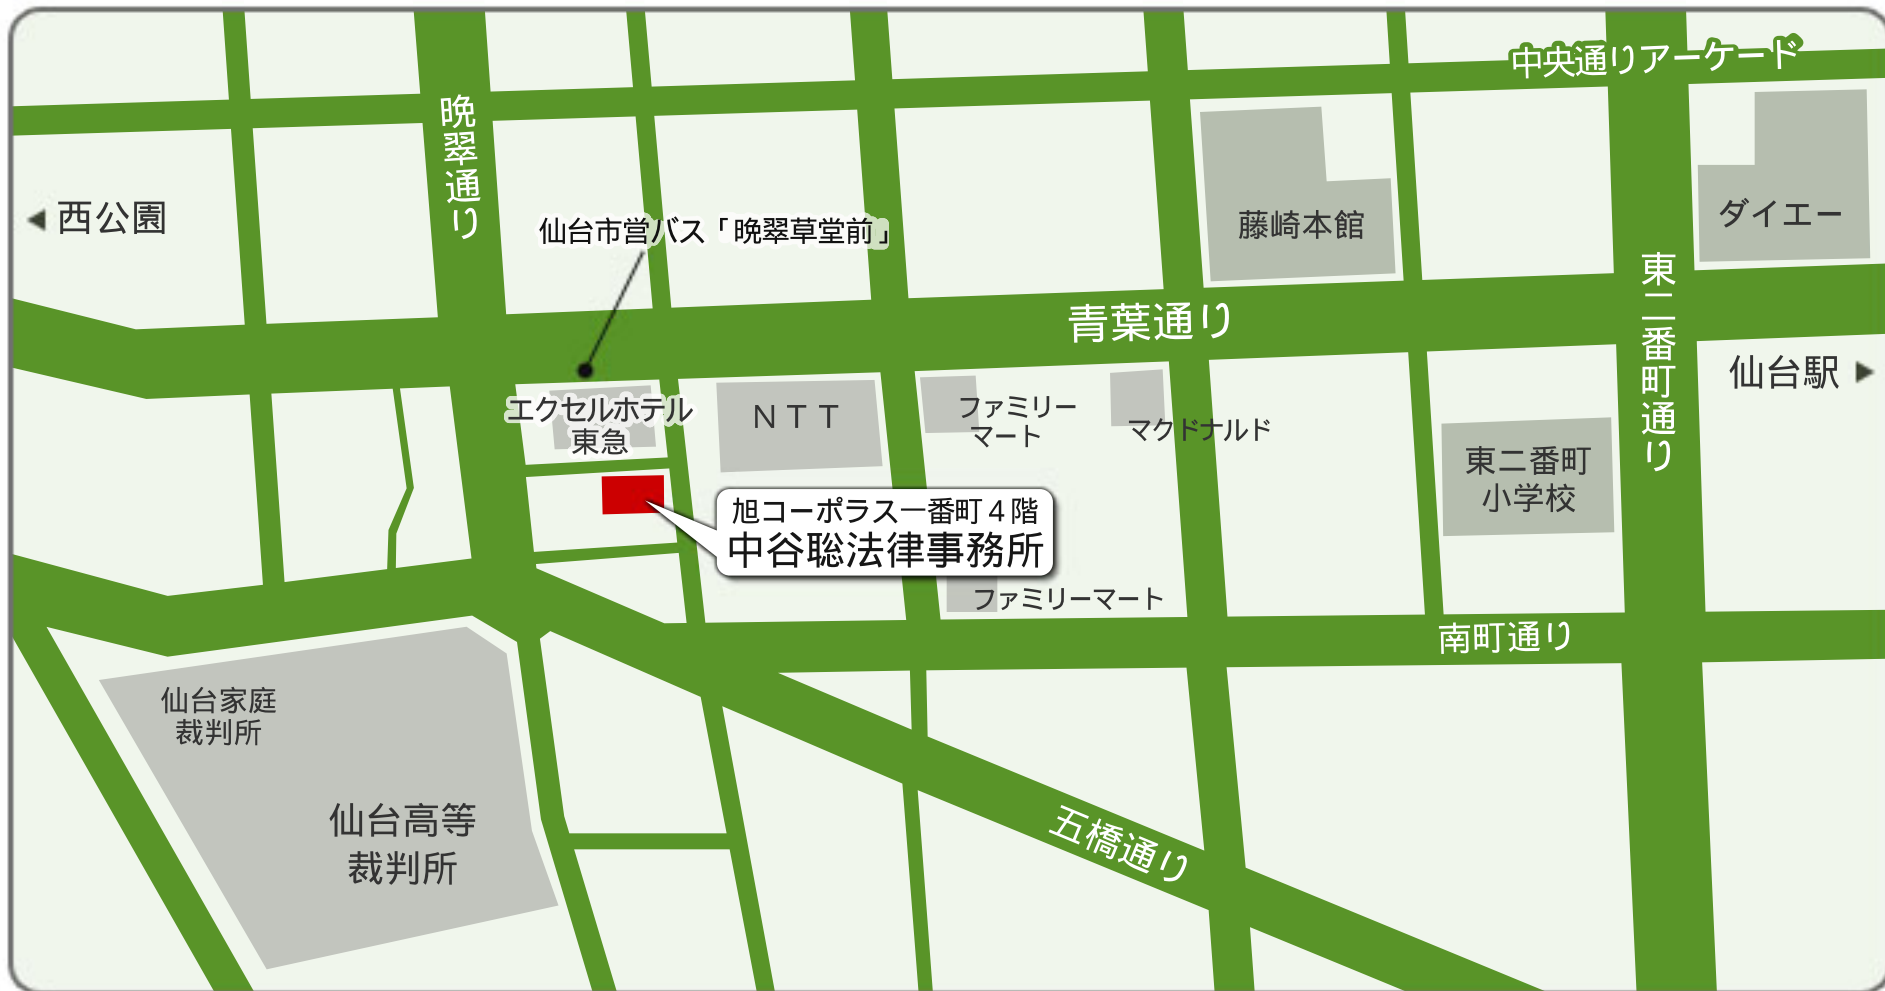 中央通りアーケード
晩翠通り
西公園
仙台市営バス「晩翠草堂前」
藤崎本館
ダイエー
青葉通り
東二番町通り
仙台駅
エクセルホテル
東急
ＮＴＴ
ファミリー
マート
マクドナルド
東二番町
小学校
旭コーポラス一番町４階
中谷聡法律事務所
ファミリーマート
南町通り
仙台家庭
裁判所
仙台高等
裁判所
五橋通り